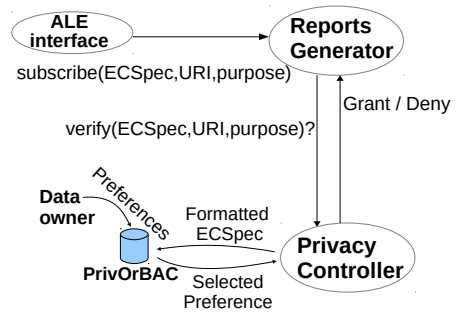 ALE
interface
Reports
Generator
subscribe(ECSpec,URI,purpose)
Grant / Deny
verify(ECSpec,URI,purpose)?
Preferences
Data
owner
Formatted
ECSpec
PrivOrBAC
Privacy
Controller
Selected
Preference